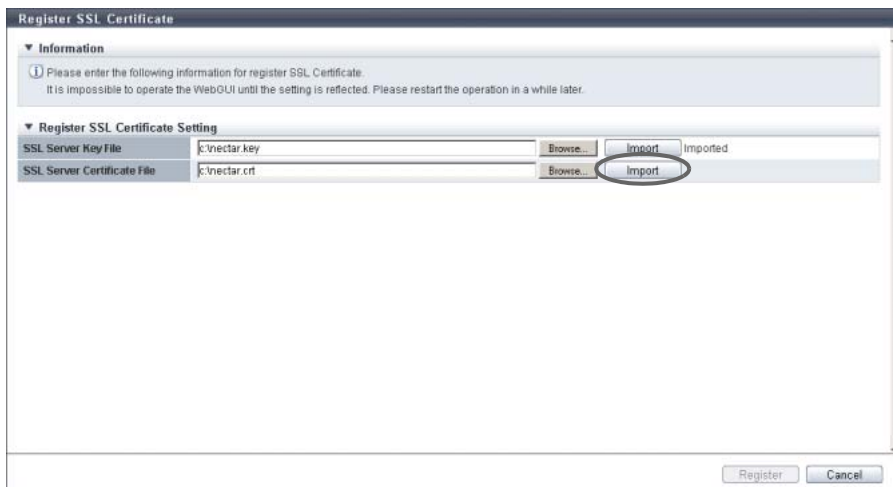 Register SSL Certificate
▼ Information
Please enter the following information for register SSL Certificate.
It is impossible to operate the WebGUI until the setting is reflected. Please restart the operation in a while later.
▼ Register SSL Certificate Setting
SSL Server Key File c:\nectar.key Browse... Import Imported
SSL Server Certificate File c:\nectar.crt Browse... Import
Register Cancel